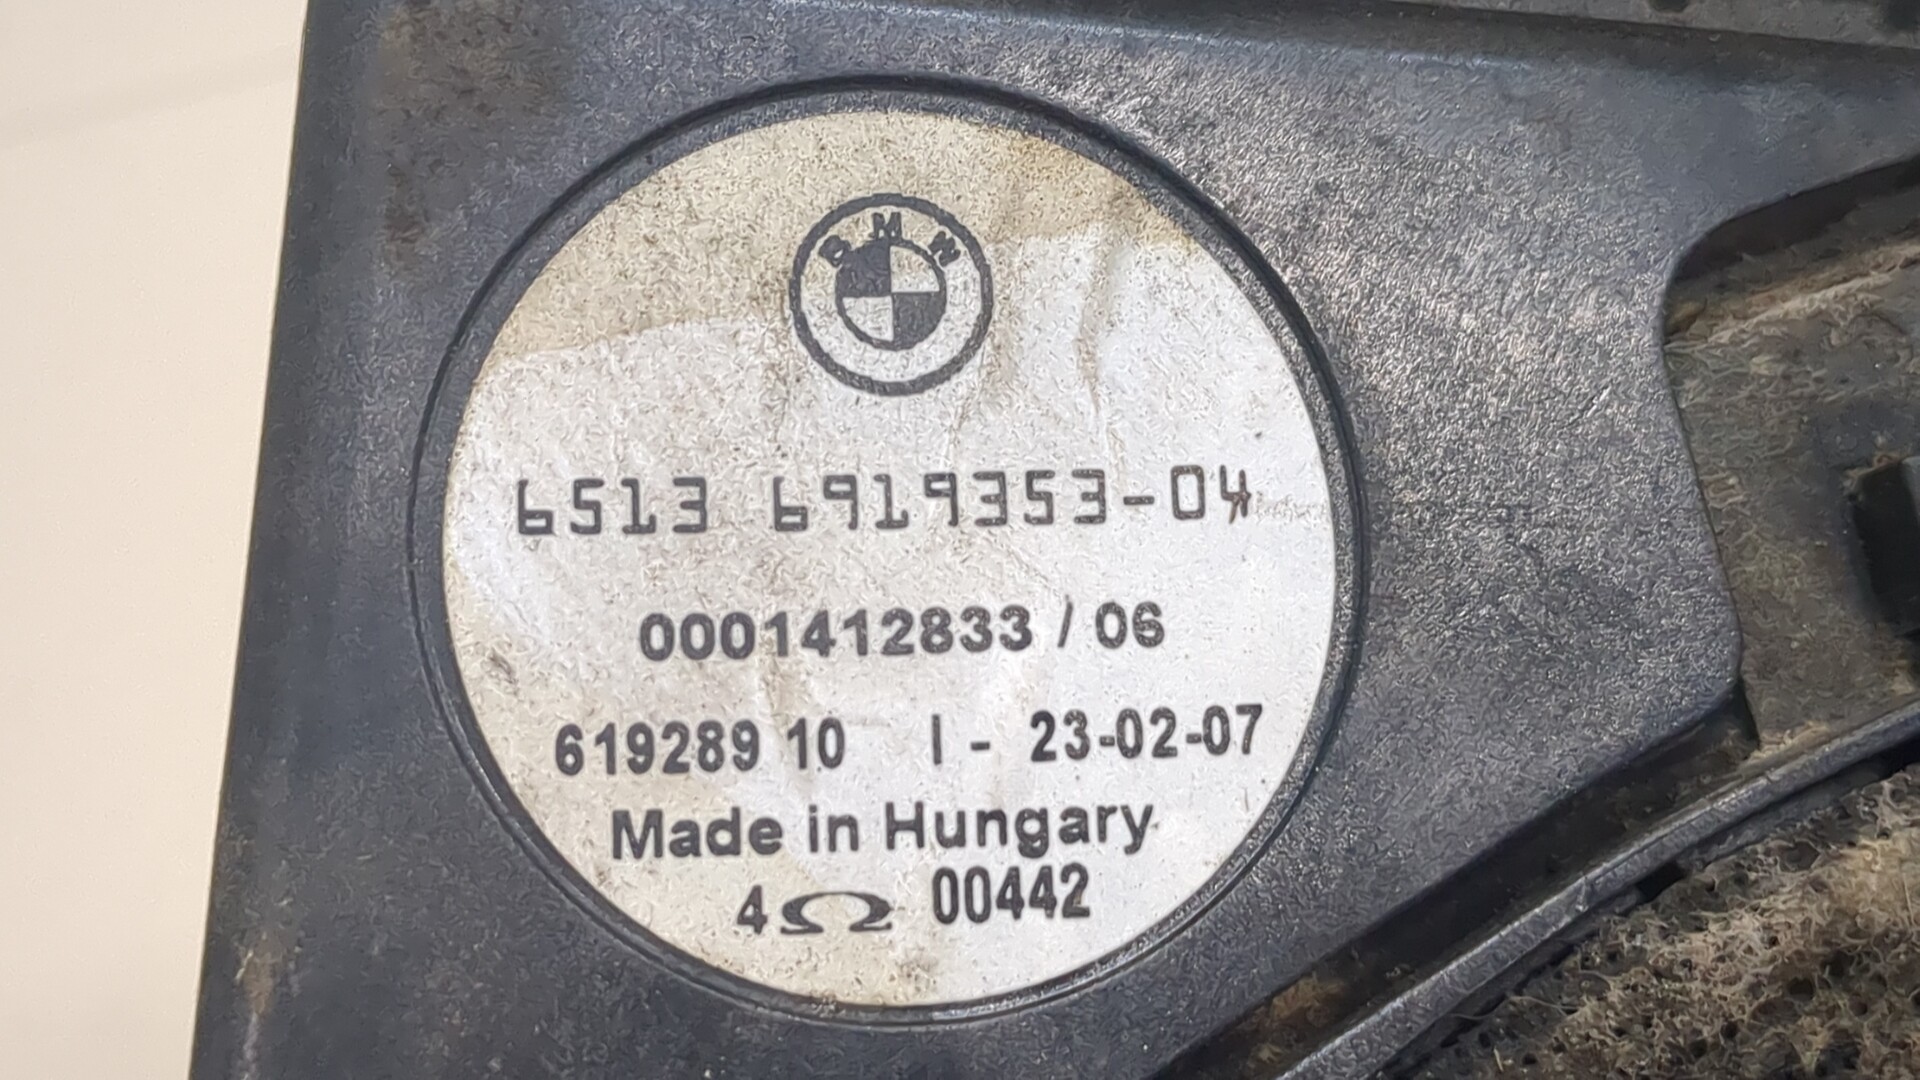 BMW
6513 6919353-04
0001412833 / 06
619289 10 I - 23-02-07
Made in Hungary
4Ω 00442